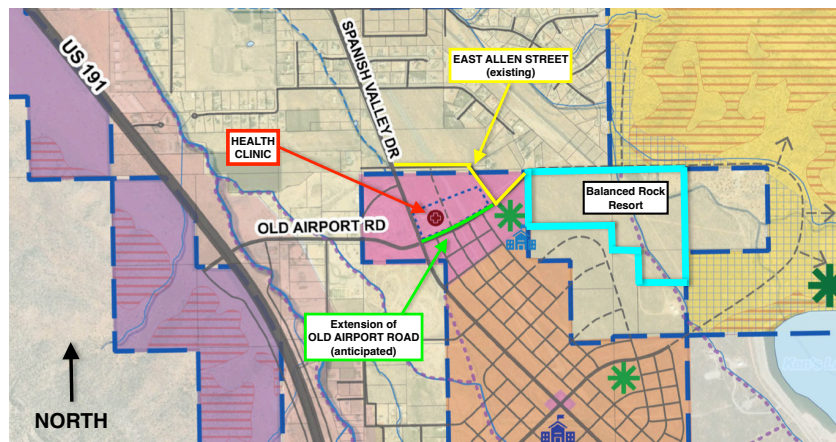 US 191
SPANISH VALLEY DR
EAST ALLEN STREET
(existing)
HEALTH
CLINIC
Balanced Rock
Resort
OLD AIRPORT RD
Extension of
OLD AIRPORT ROAD
(anticipated)
NORTH